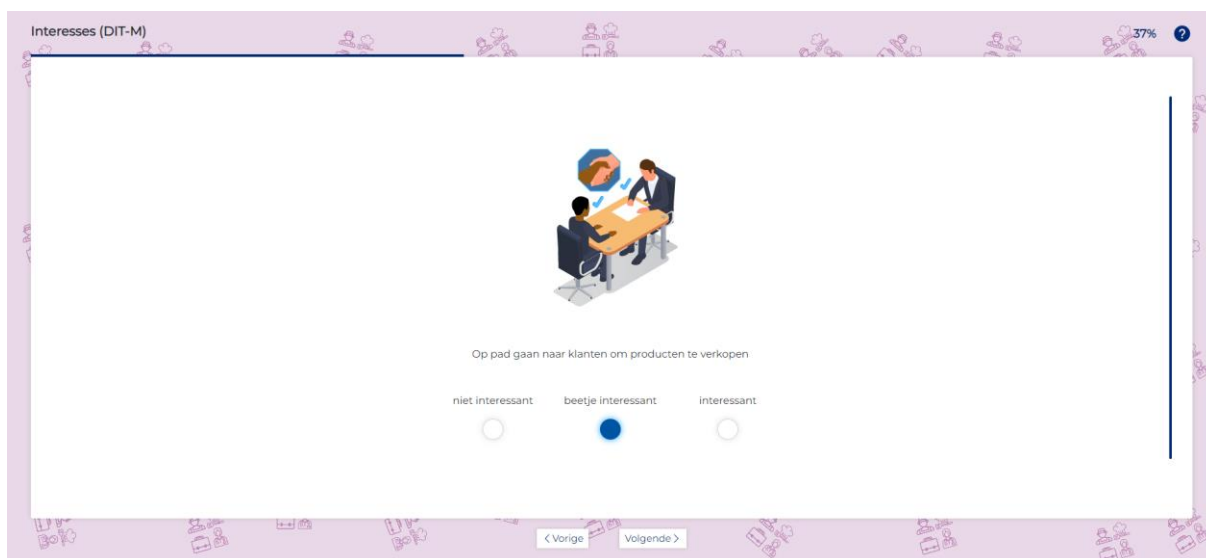 Interesses (DIT-M)
37% ?
Op pad gaan naar klanten om producten te verkopen
niet interessant beetje interessant interessant
< Vorige Volgende >